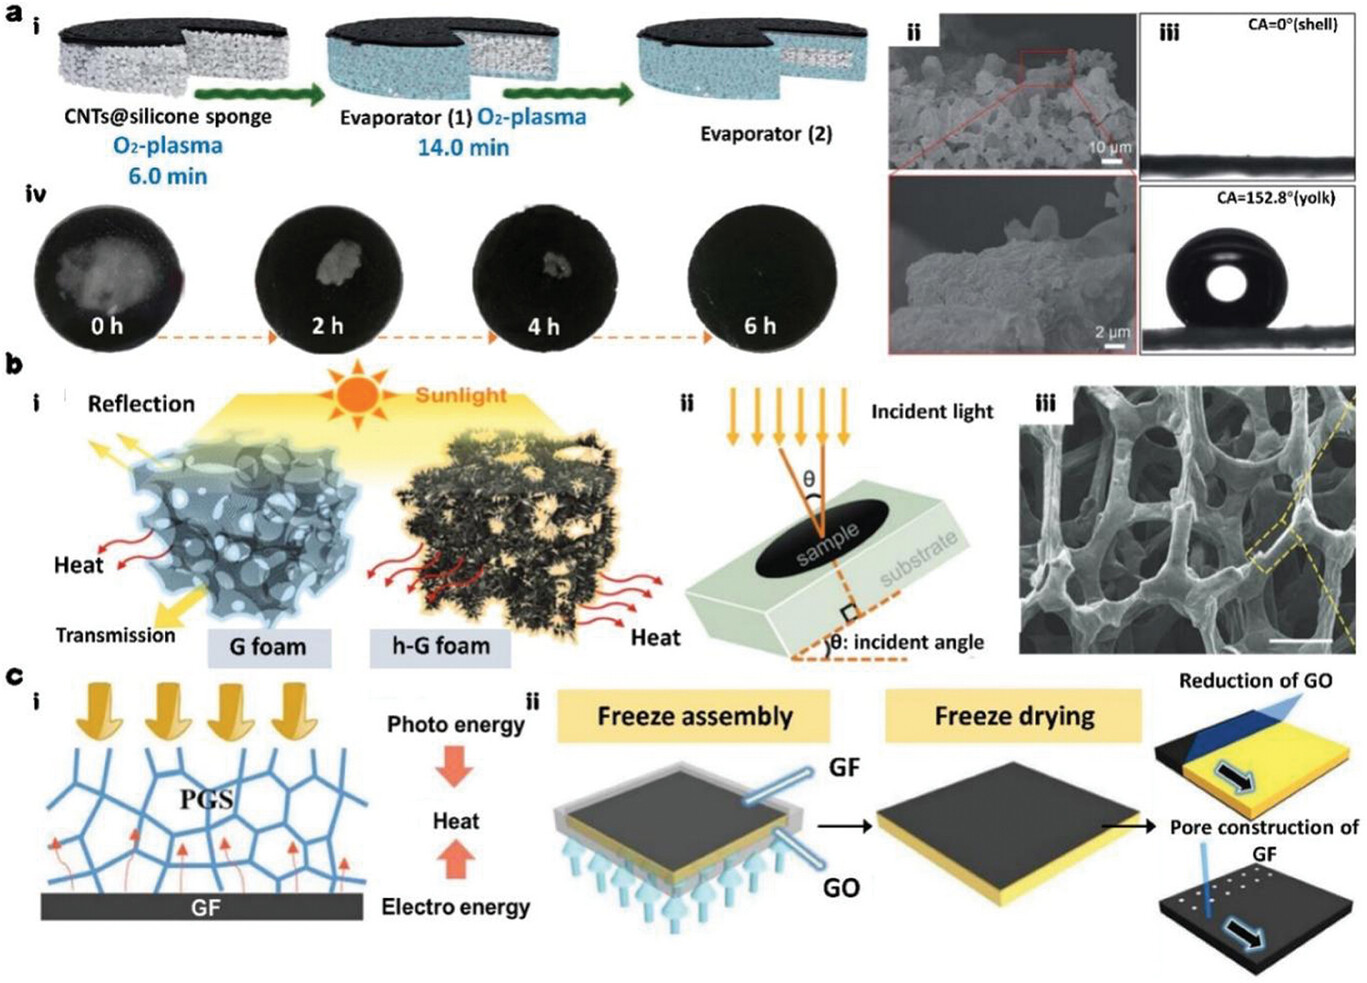 a
i
CNTs@silicone sponge
O2-plasma
6.0 min
Evaporator (1) O2-plasma
14.0 min
Evaporator (2)
ii
10 µm
2 µm
iii
CA=0°(shell)
CA=152.8°(yolk)
iv
0 h
2 h
4 h
6 h
b
i
Reflection
Sunlight
Heat
Transmission
G foam
h-G foam
Heat
ii
Incident light
θ
sample
substrate
θ: incident angle
iii
c
i
PGS
GF
Photo energy
Heat
Electro energy
ii
Freeze assembly
GF
GO
Freeze drying
Reduction of GO
Pore construction of
GF